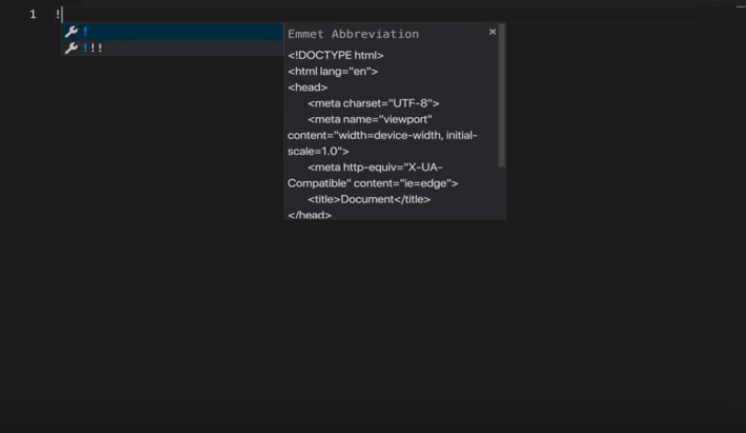 1 !
!
!!!
Emmet Abbreviation ×
<!DOCTYPE html>
<html lang="en">
<head>
<meta charset="UTF-8">
<meta name="viewport"
content="width=device-width, initial-
scale=1.0">
<meta http-equiv="X-UA-
Compatible" content="ie=edge">
<title>Document</title>
</head>